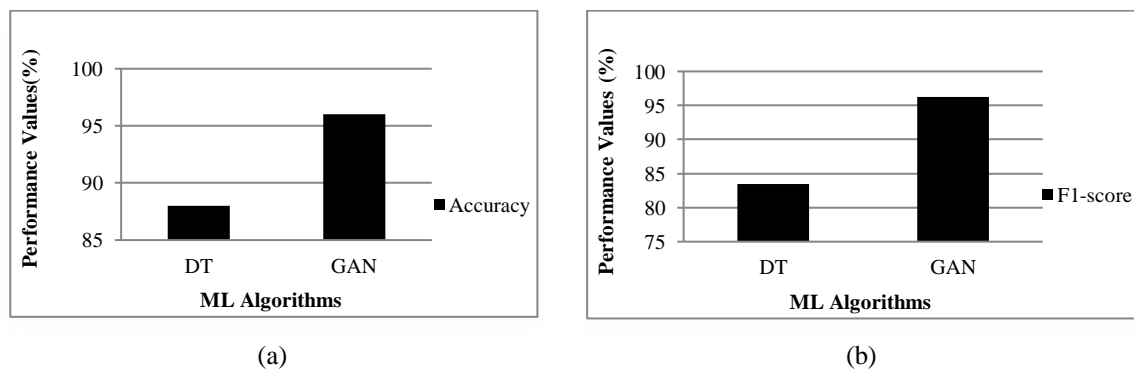 Performance Values(%)
100
95
90
85
DT
GAN
ML Algorithms
Accuracy
(a)
Performance Values (%)
100
95
90
85
80
75
DT
GAN
ML Algorithms
F1-score
(b)